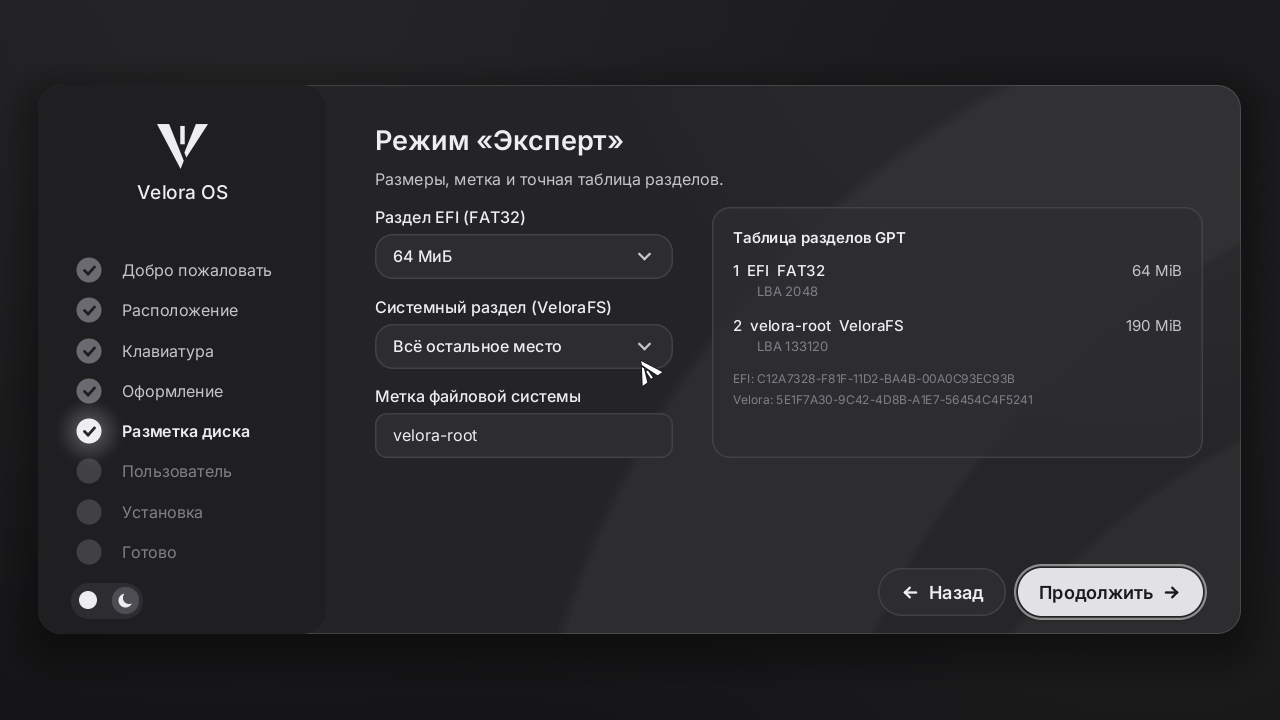 Velora OS
Добро пожаловать
Расположение
Клавиатура
Оформление
Разметка диска
Пользователь
Установка
Готово
Режим «Эксперт»
Размеры, метка и точная таблица разделов.
Раздел EFI (FAT32)
64 МиБ
Системный раздел (VeloraFS)
Всё остальное место
Метка файловой системы
velora-root
Таблица разделов GPT
1 EFI FAT32 64 MiB
LBA 2048
2 velora-root VeloraFS 190 MiB
LBA 133120
EFI: C12A7328-F81F-11D2-BA4B-00A0C93EC93B
Velora: 5E1F7A30-9C42-4D8B-A1E7-56454C4F5241
Назад
Продолжить